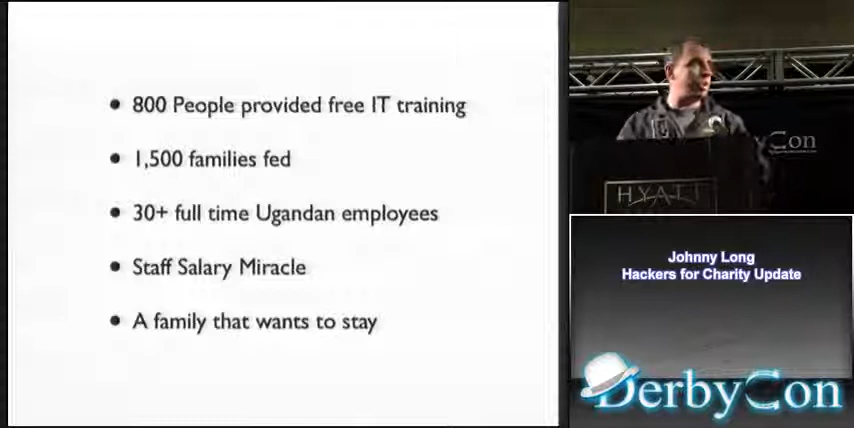 • 800 People provided free IT training
• 1,500 families fed
• 30+ full time Ugandan employees
• Staff Salary Miracle
• A family that wants to stay
HYATT
Johnny Long
Hackers for Charity Update
DerbyCon